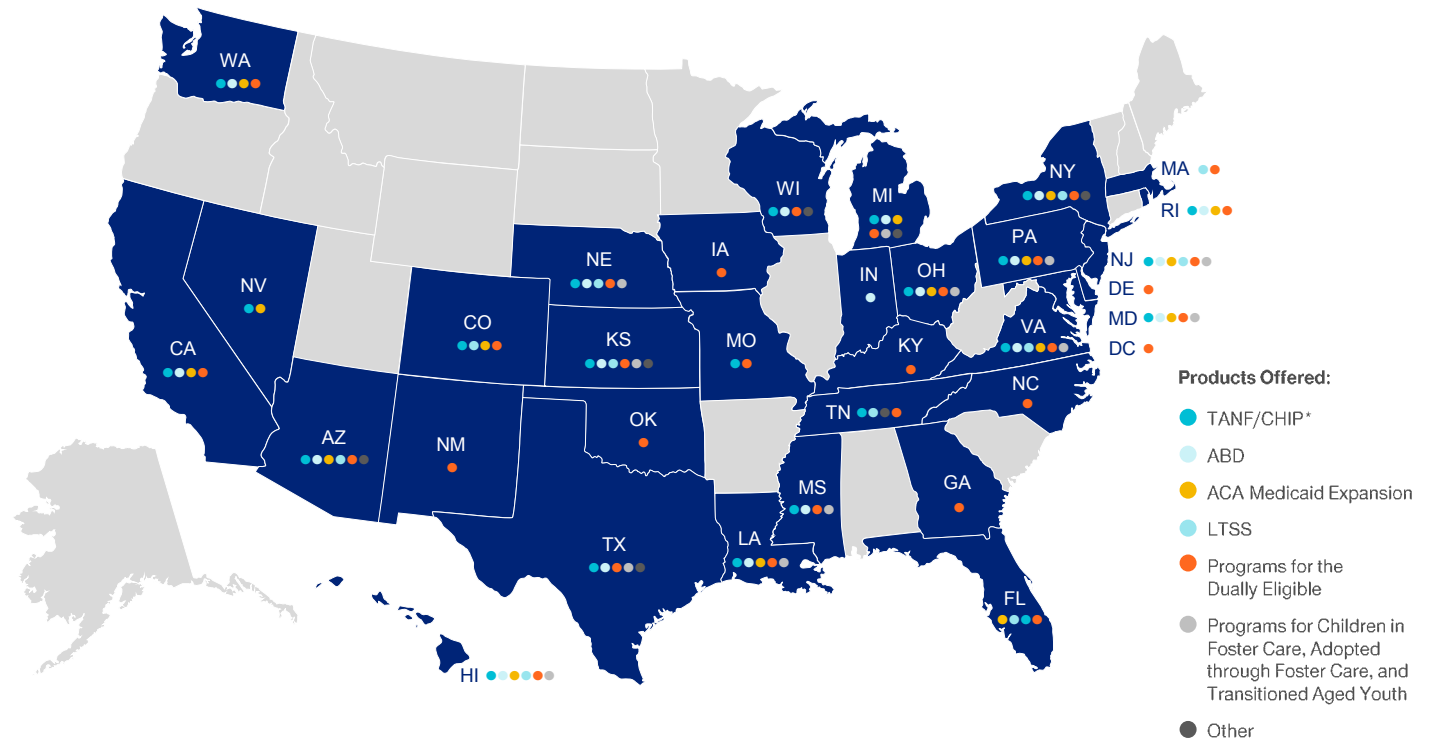 WA
NY
MA
WI
MI
RI
PA
IA
NE
NJ
OH
IN
NV
DE
MD
CO
VA
DC
KS
MO
CA
KY
Products Offered:
NC
TN
TANF/CHIP*
OK
AZ
NM
ABD
GA
MS
ACA Medicaid Expansion
LTSS
LA
TX
Programs for the
Dually Eligible
FL
Programs for Children in
Foster Care, Adopted
through Foster Care, and
Transitioned Aged Youth
HI
Other